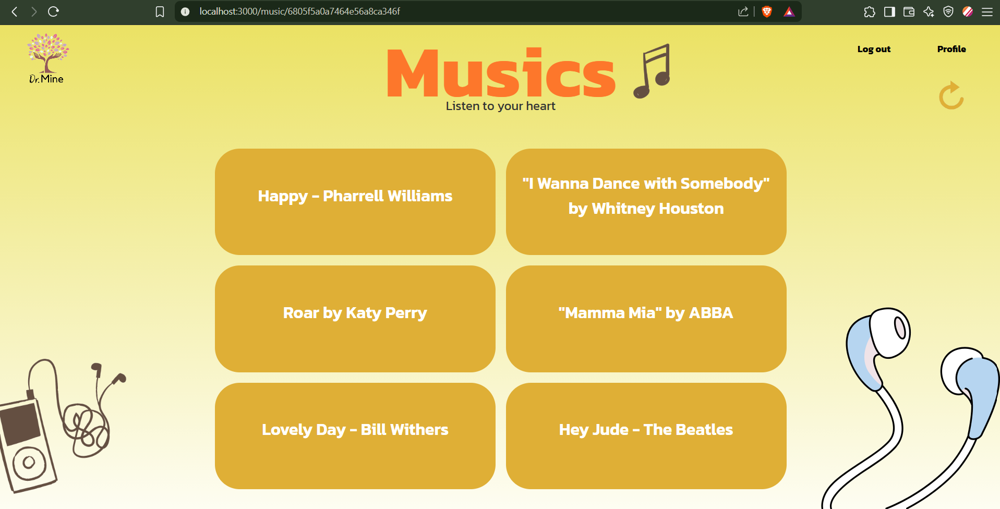 localhost:3000/music/6805f5a0a7464e56a8ca346f
Dr. Mine
Musics
Log out
Profile
Listen to your heart
Happy - Pharrell Williams
"I Wanna Dance with Somebody"
by Whitney Houston
Roar by Katy Perry
"Mamma Mia" by ABBA
Lovely Day - Bill Withers
Hey Jude - The Beatles